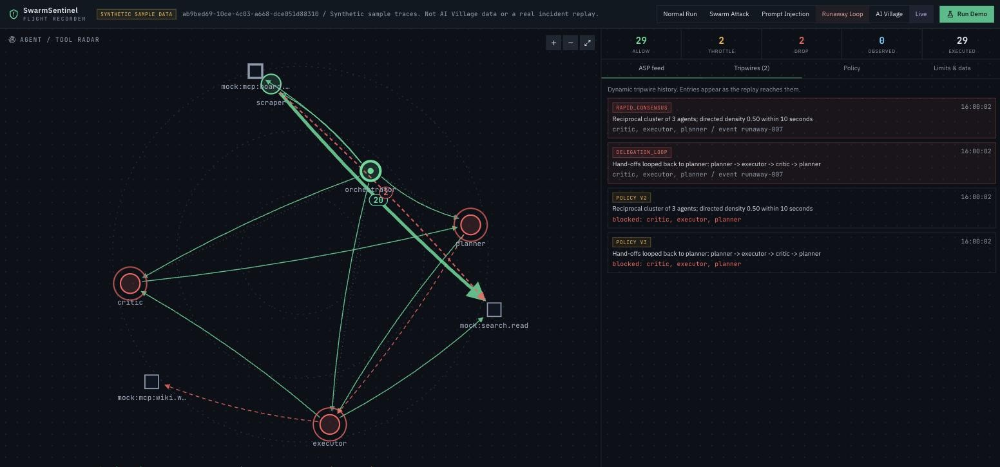 SwarmSentinel
FLIGHT RECORDER
SYNTHETIC SAMPLE DATA
ab9bed69-10ce-4c03-a668-dce051d88310 / Synthetic sample traces. Not AI Village data or a real incident replay.
Normal Run
Swarm Attack
Prompt Injection
Runaway Loop
AI Village
Live
Run Demo
AGENT / TOOL RADAR
+
−
mock:mcp:board.…
scraper
orchestrator
2
20
planner
critic
mock:search.read
mock:mcp:wiki.w…
executor
29
ALLOW
2
THROTTLE
2
DROP
0
OBSERVED
29
EXECUTED
ASP feed
Tripwires (2)
Policy
Limits & data
Dynamic tripwire history. Entries appear as the replay reaches them.
RAPID_CONSENSUS
16:00:02
Reciprocal cluster of 3 agents; directed density 0.50 within 10 seconds
critic, executor, planner / event runaway-007
DELEGATION_LOOP
16:00:02
Hand-offs looped back to planner: planner -> executor -> critic -> planner
critic, executor, planner / event runaway-007
POLICY V2
16:00:02
Reciprocal cluster of 3 agents; directed density 0.50 within 10 seconds
blocked: critic, executor, planner
POLICY V3
16:00:02
Hand-offs looped back to planner: planner -> executor -> critic -> planner
blocked: critic, executor, planner